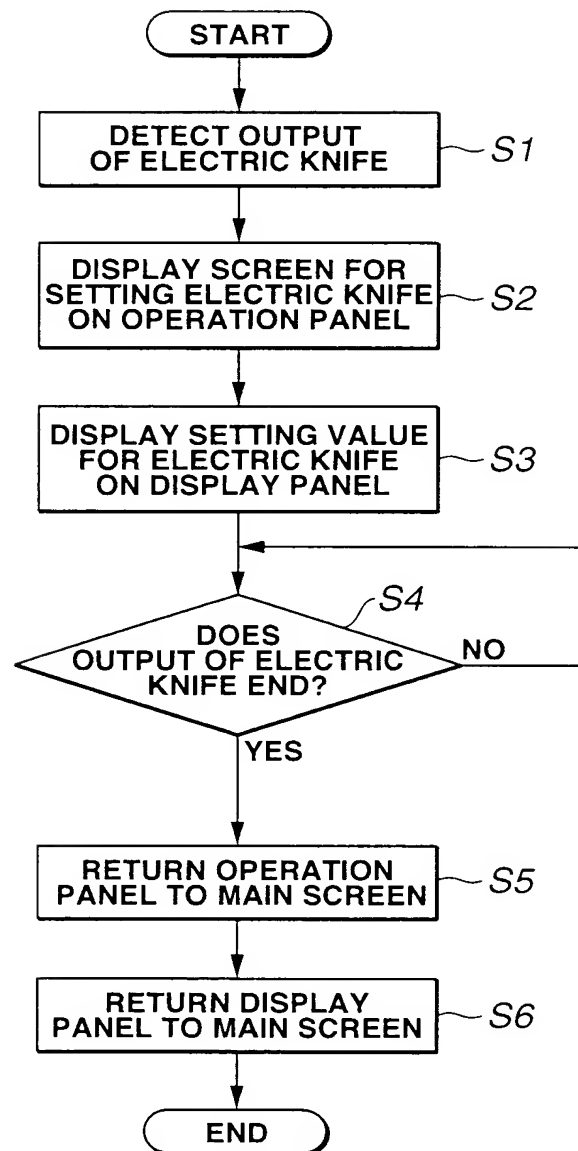 START
DETECT OUTPUT
OF ELECTRIC KNIFE
S1
DISPLAY SCREEN FOR
SETTING ELECTRIC KNIFE
ON OPERATION PANEL
S2
DISPLAY SETTING VALUE
FOR ELECTRIC KNIFE
ON DISPLAY PANEL
S3
S4
DOES
OUTPUT OF ELECTRIC
KNIFE END?
NO
YES
RETURN OPERATION
PANEL TO MAIN SCREEN
S5
RETURN DISPLAY
PANEL TO MAIN SCREEN
S6
END